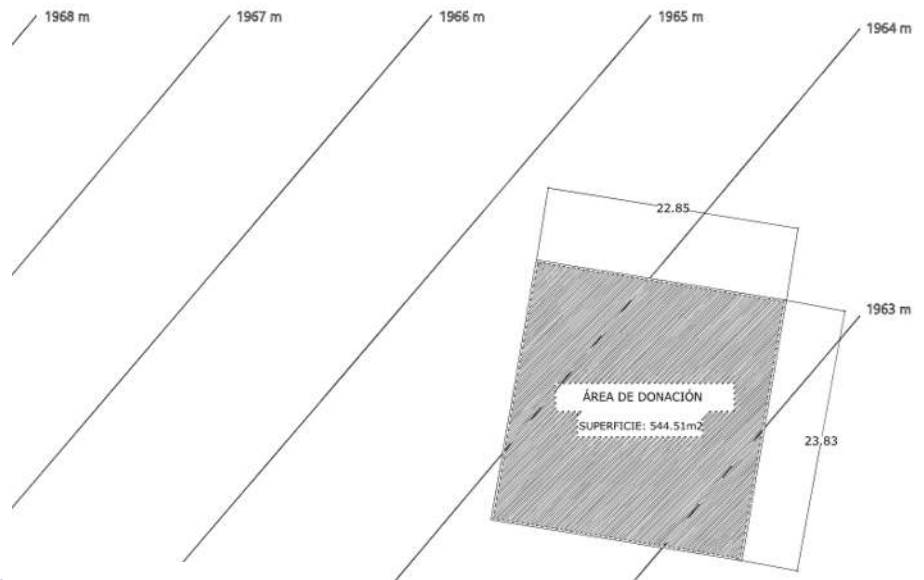 1968 m
1967 m
1966 m
1965 m
1964 m
22.85
1963 m
ÁREA DE DONACIÓN
SUPERFICIE: 544.51m2
23.83